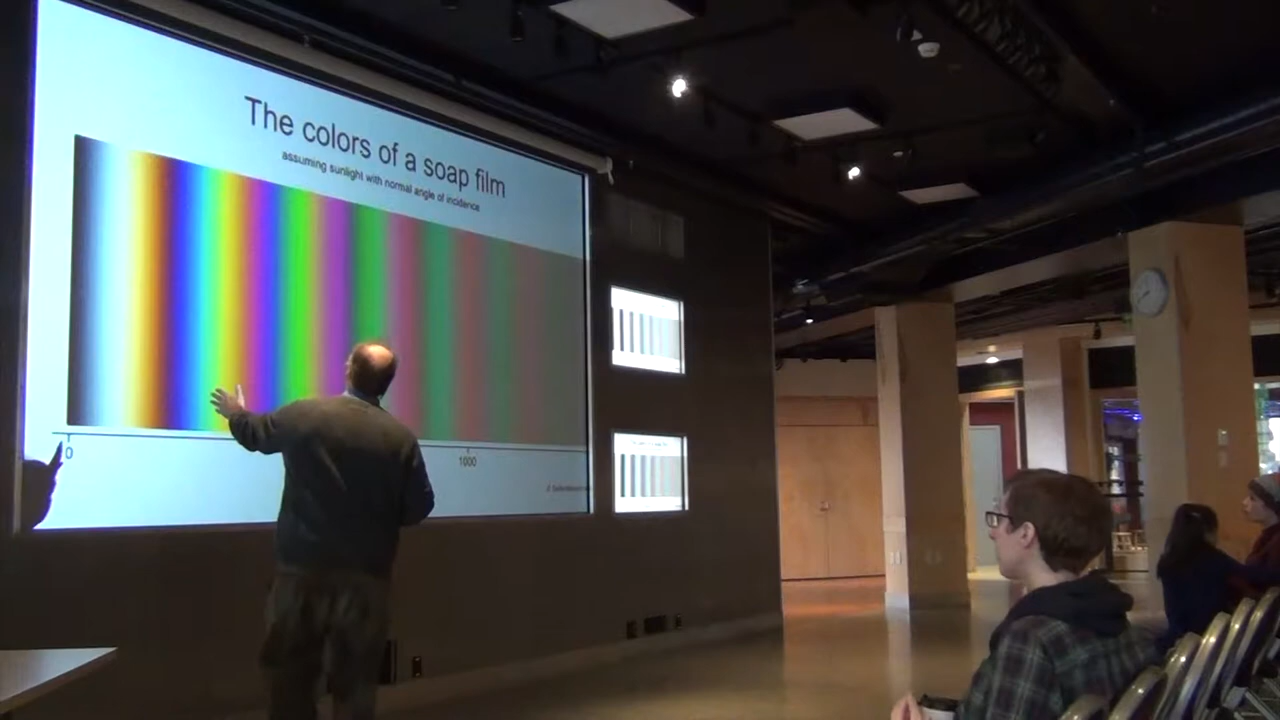 The colors of a soap film
assuming sunlight with normal angle of incidence
0
1000